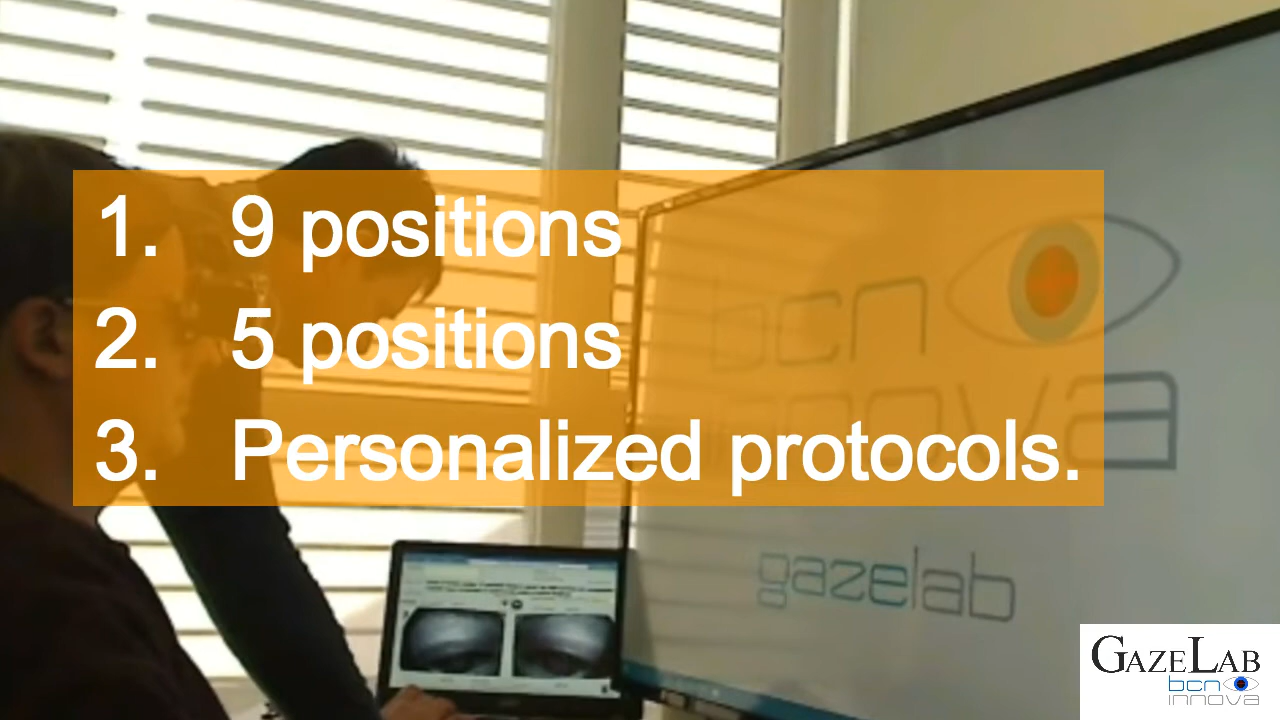 1. 9 positions
2. 5 positions
3. Personalized protocols.
bcn
innova
gazelab
GAZELAB
bcn
innova